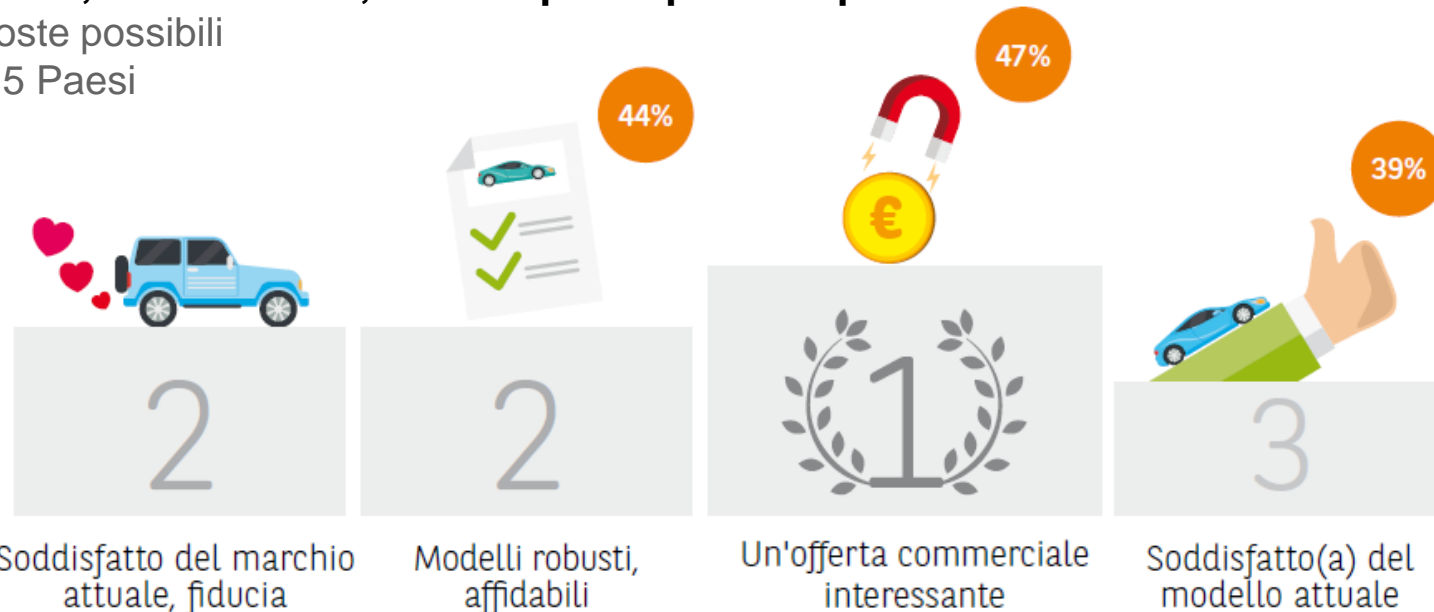 oste possibili
5 Paesi
47%
44%
39%
€
2
2
1
3
Soddisfatto del marchio
attuale, fiducia
Modelli robusti,
affidabili
Un'offerta commerciale
interessante
Soddisfatto(a) del
modello attuale